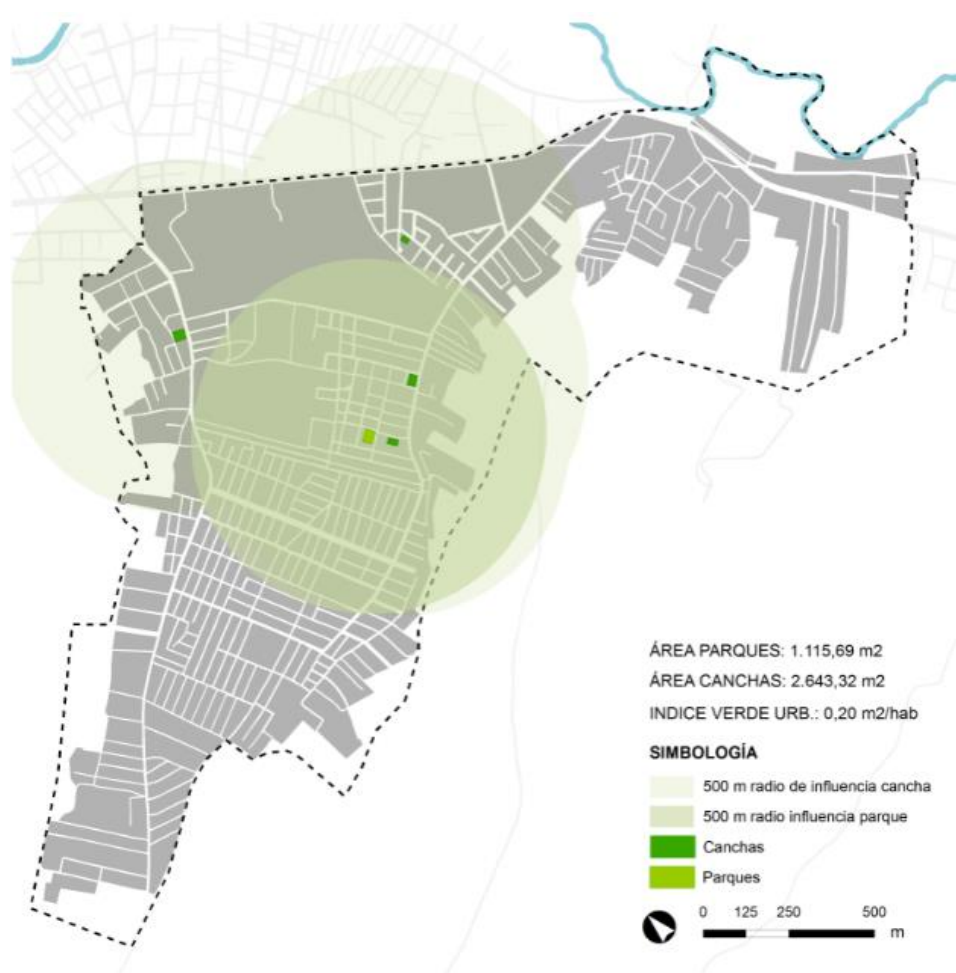 ÁREA PARQUES: 1.115,69 m2
ÁREA CANCHAS: 2.643,32 m2
INDICE VERDE URB.: 0,20 m2/hab
SIMBOLOGÍA
500 m radio de influencia cancha
500 m radio influencia parque
Canchas
Parques
0 125 250 500
m